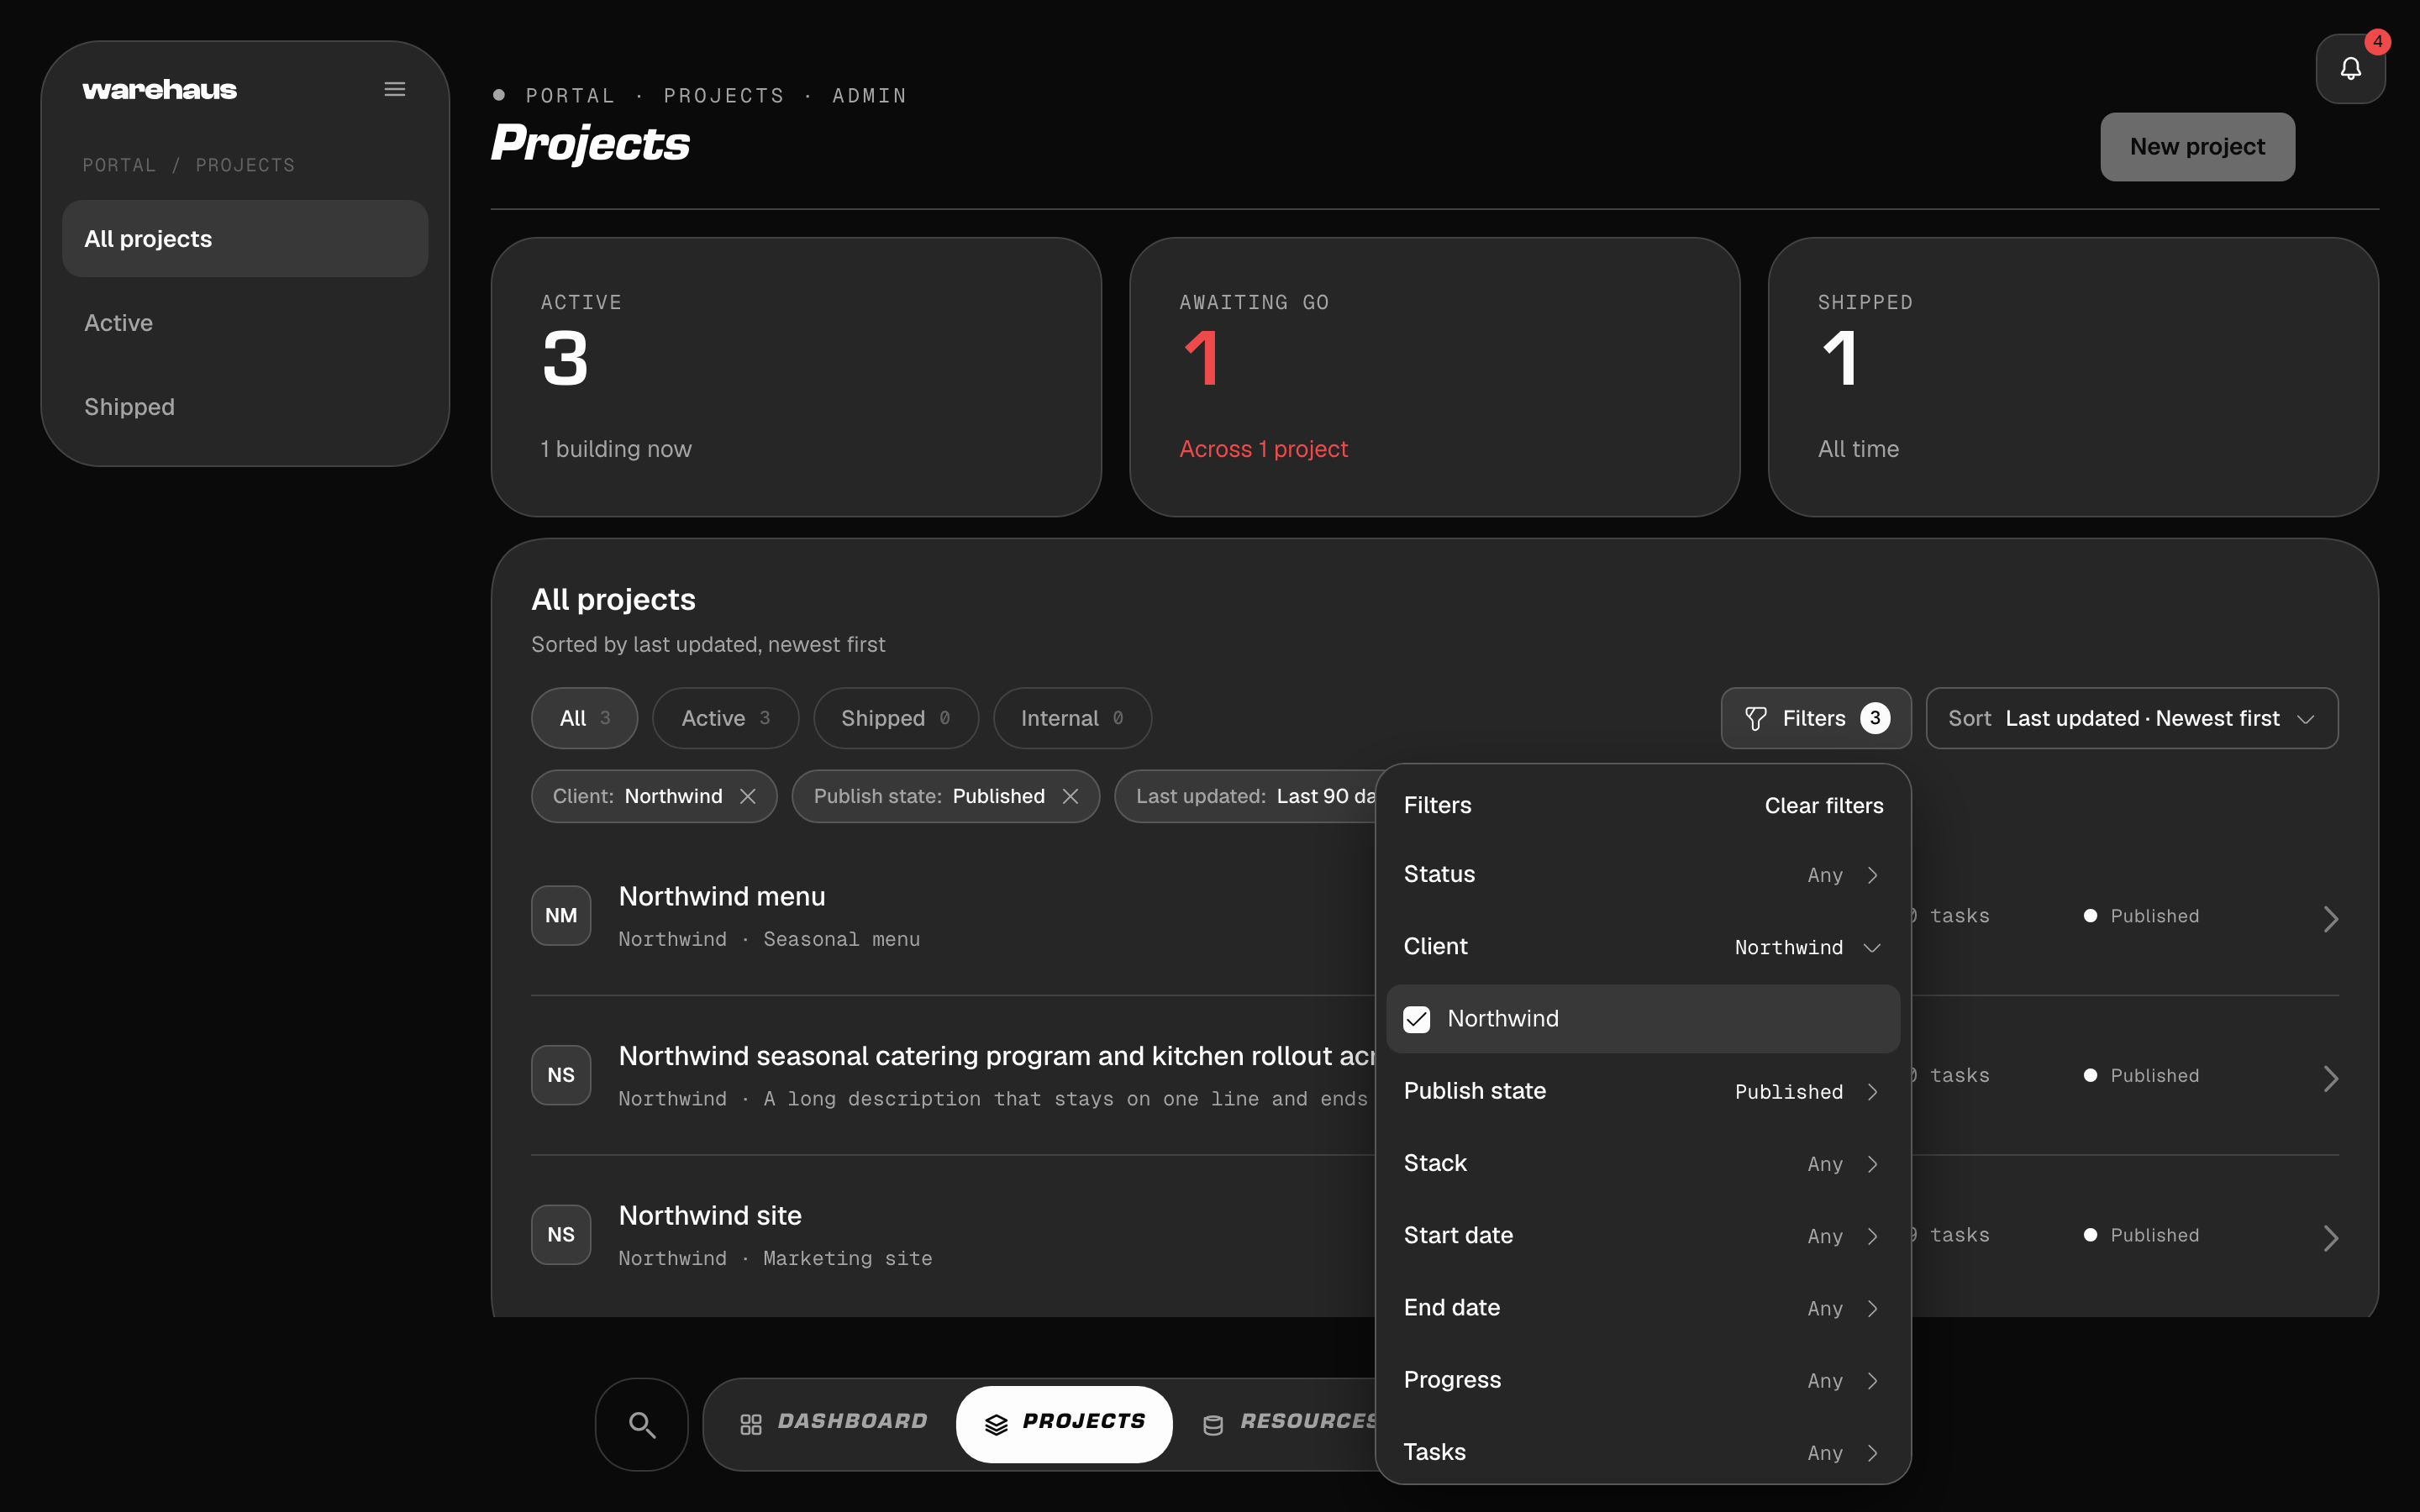 warehaus
PORTAL / PROJECTS
All projects
Active
Shipped
PORTAL · PROJECTS · ADMIN
Projects
4
New project
ACTIVE
3
1 building now
AWAITING GO
1
Across 1 project
SHIPPED
1
All time
All projects
Sorted by last updated, newest first
All 3
Active 3
Shipped 0
Internal 0
Filters 3
Sort Last updated · Newest first
Client: Northwind
Publish state: Published
Last updated: Last 90
NM
Northwind menu
Northwind · Seasonal menu
tasks
Published
NS
Northwind seasonal catering program and kitchen rollout
Northwind · A long description that stays on one line and ends
tasks
Published
NS
Northwind site
Northwind · Marketing site
tasks
Published
Filters
Clear filters
Status Any
Client Northwind
Northwind
Publish state Published
Stack Any
Start date Any
End date Any
Progress Any
Tasks Any
DASHBOARD
PROJECTS
RESOURCES